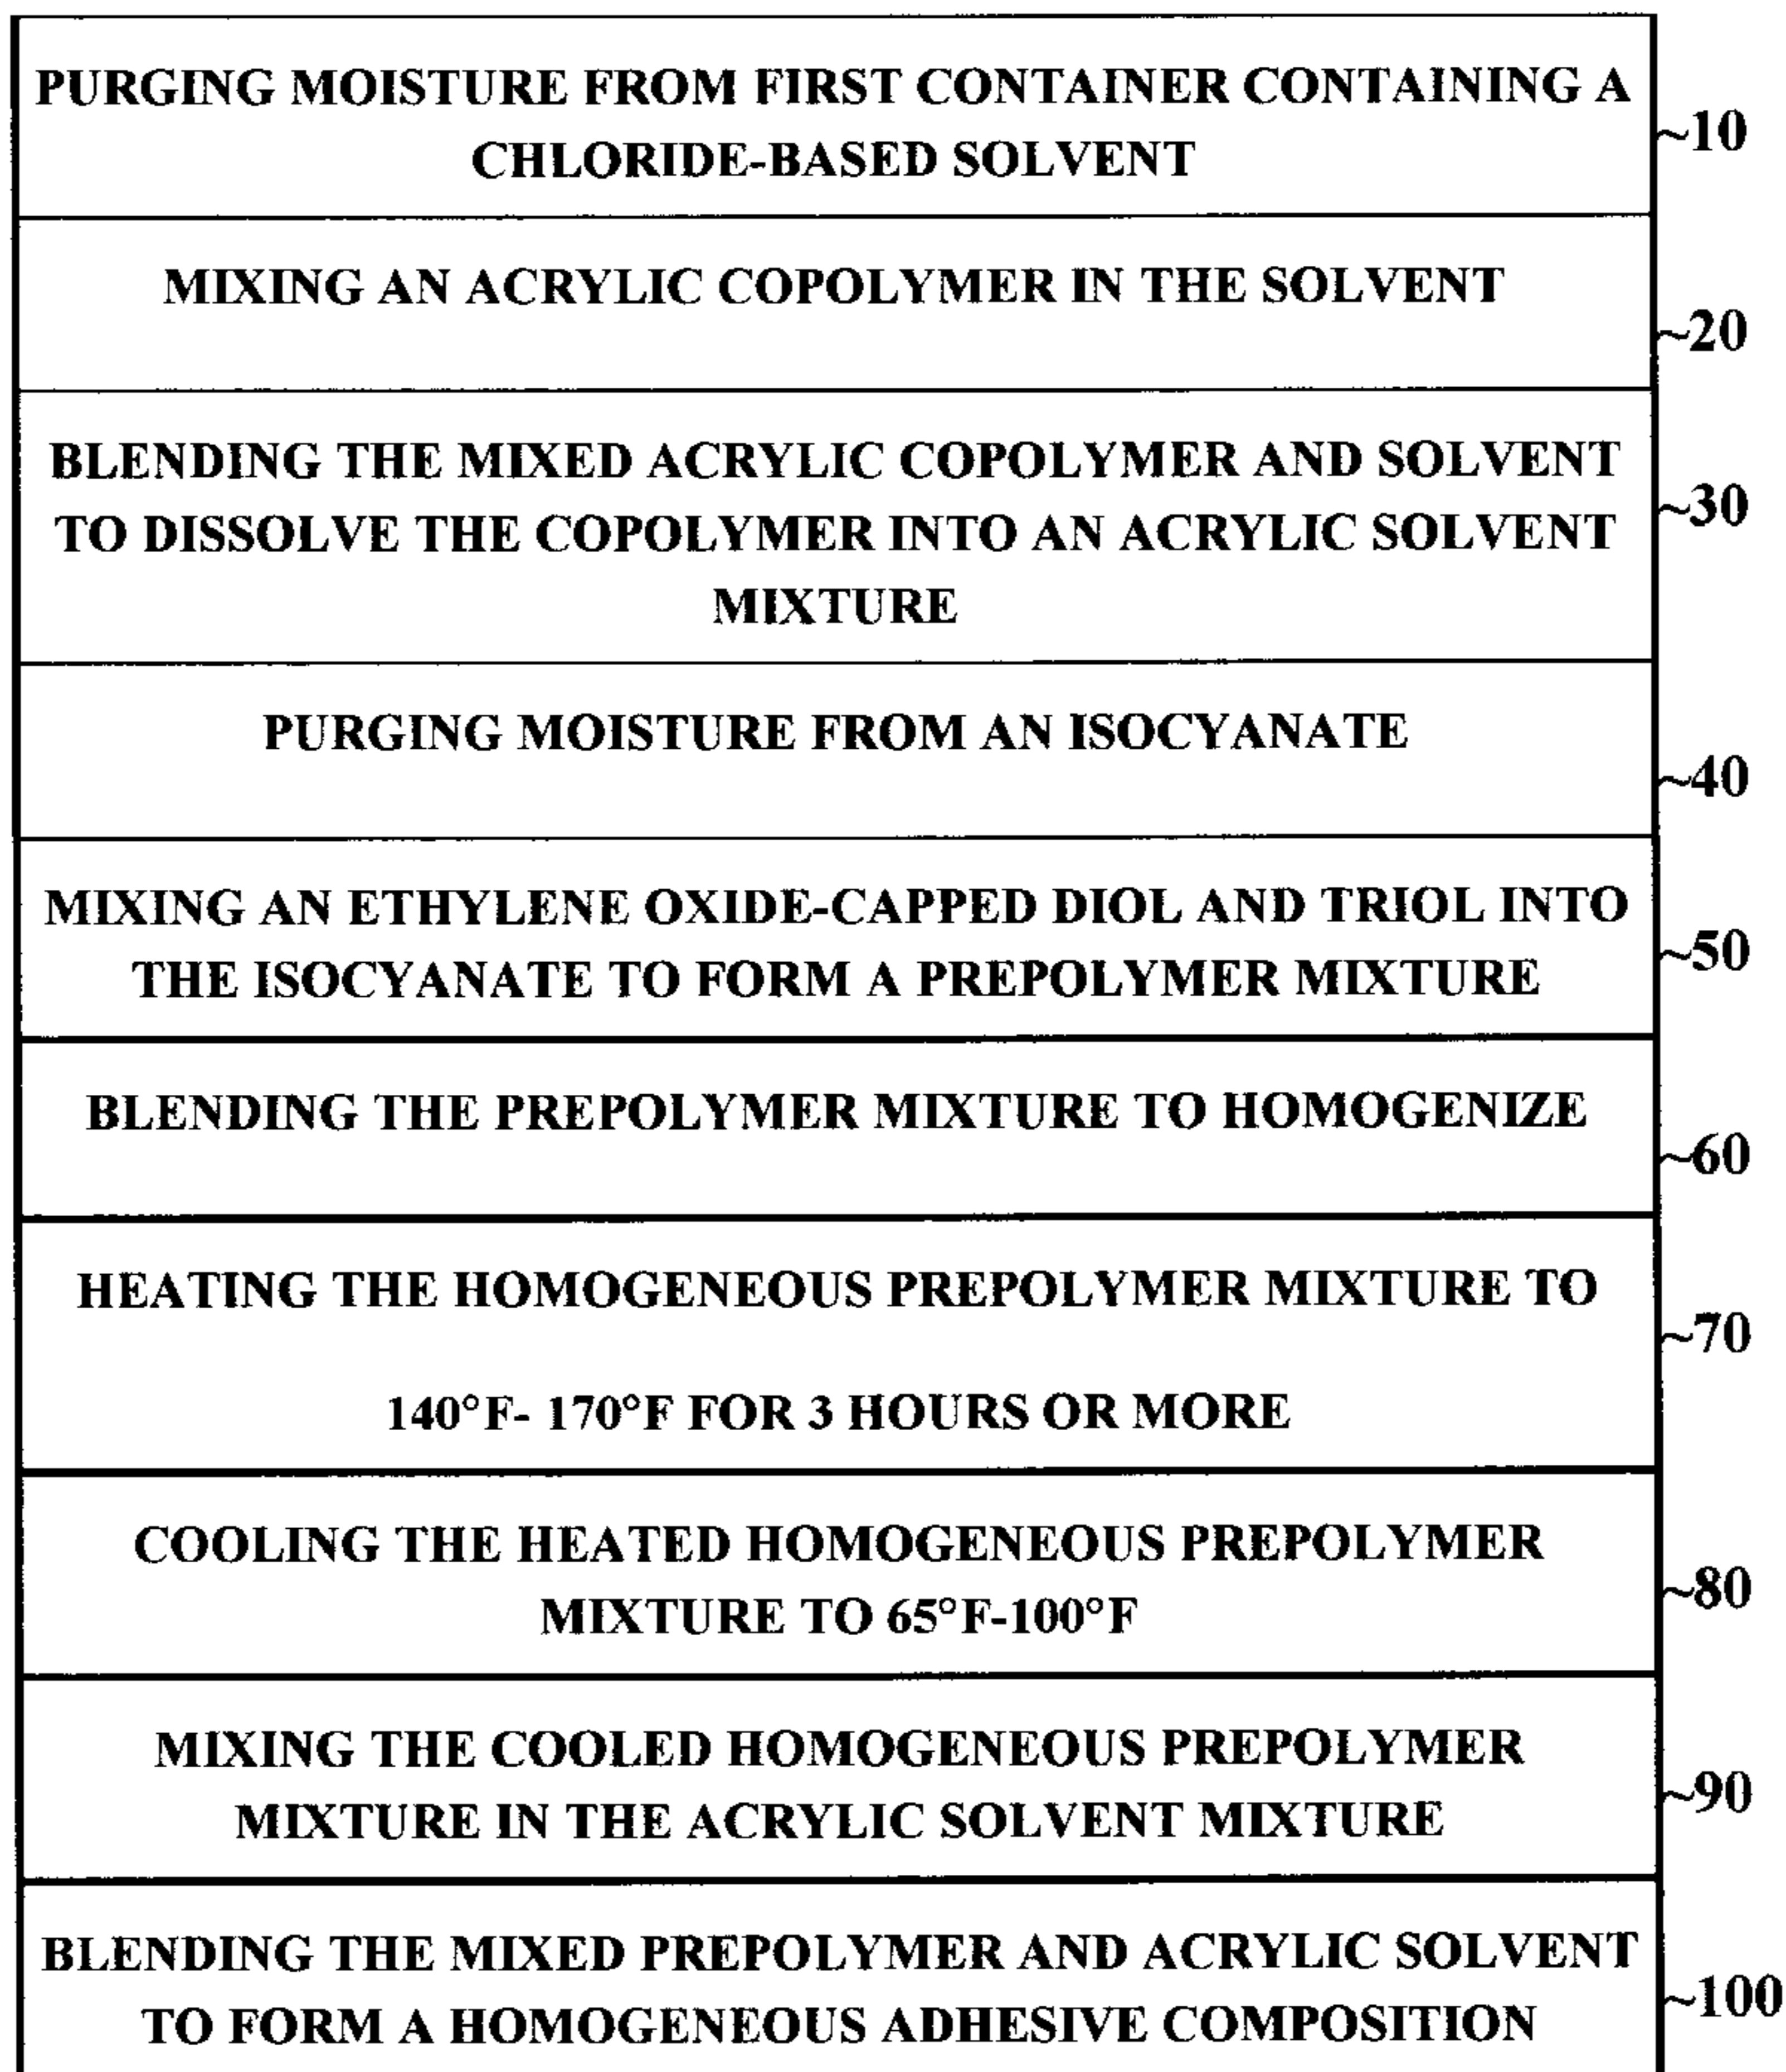 PURGING MOISTURE FROM FIRST CONTAINER CONTAINING A
CHLORIDE-BASED SOLVENT
~10
MIXING AN ACRYLIC COPOLYMER IN THE SOLVENT
~20
BLENDING THE MIXED ACRYLIC COPOLYMER AND SOLVENT
TO DISSOLVE THE COPOLYMER INTO AN ACRYLIC SOLVENT
MIXTURE
~30
PURGING MOISTURE FROM AN ISOCYANATE
~40
MIXING AN ETHYLENE OXIDE-CAPPED DIOL AND TRIOL INTO
THE ISOCYANATE TO FORM A PREPOLYMER MIXTURE
~50
BLENDING THE PREPOLYMER MIXTURE TO HOMOGENIZE
~60
HEATING THE HOMOGENEOUS PREPOLYMER MIXTURE TO
140°F- 170°F FOR 3 HOURS OR MORE
~70
COOLING THE HEATED HOMOGENEOUS PREPOLYMER
MIXTURE TO 65°F-100°F
~80
MIXING THE COOLED HOMOGENEOUS PREPOLYMER
MIXTURE IN THE ACRYLIC SOLVENT MIXTURE
~90
BLENDING THE MIXED PREPOLYMER AND ACRYLIC SOLVENT
TO FORM A HOMOGENEOUS ADHESIVE COMPOSITION
~100